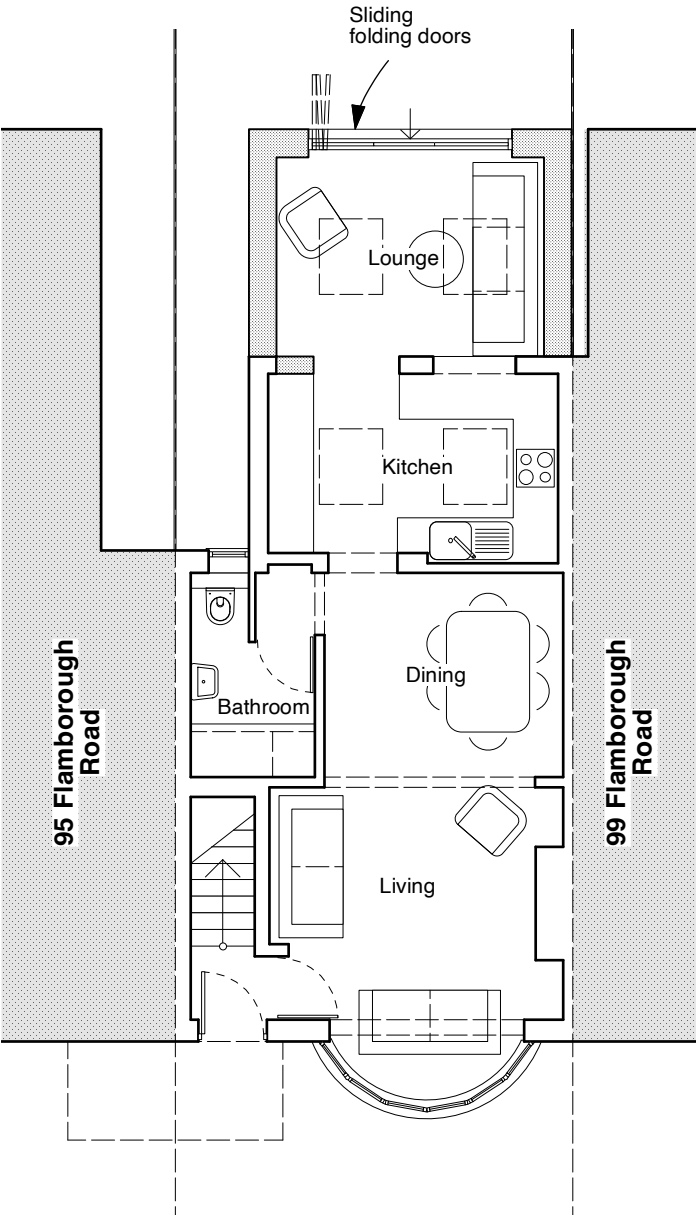 Sliding
folding doors
Lounge
Kitchen
Dining
Bathroom
95 Flamborough
Road
99 Flamborough
Road
Living